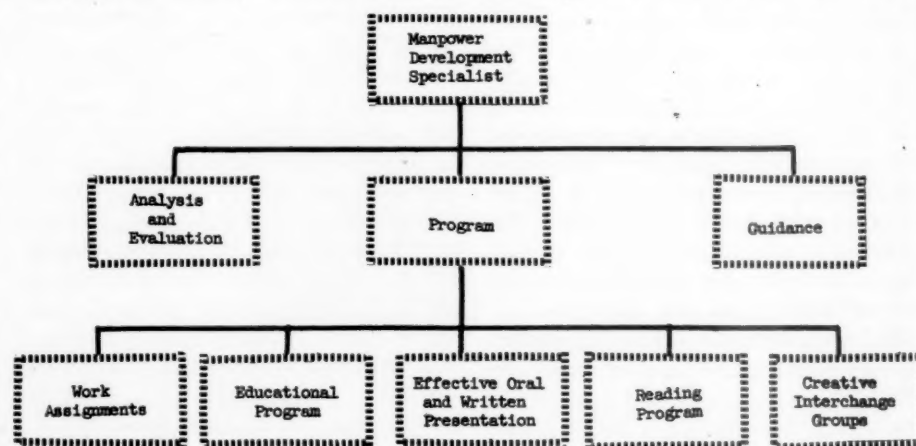 Manpower
Development
Specialist
Analysis
and
Evaluation
Program
Guidance
Work
Assignments
Educational
Program
Effective Oral
and Written
Presentation
Reading
Program
Creative
Interchange
Groups